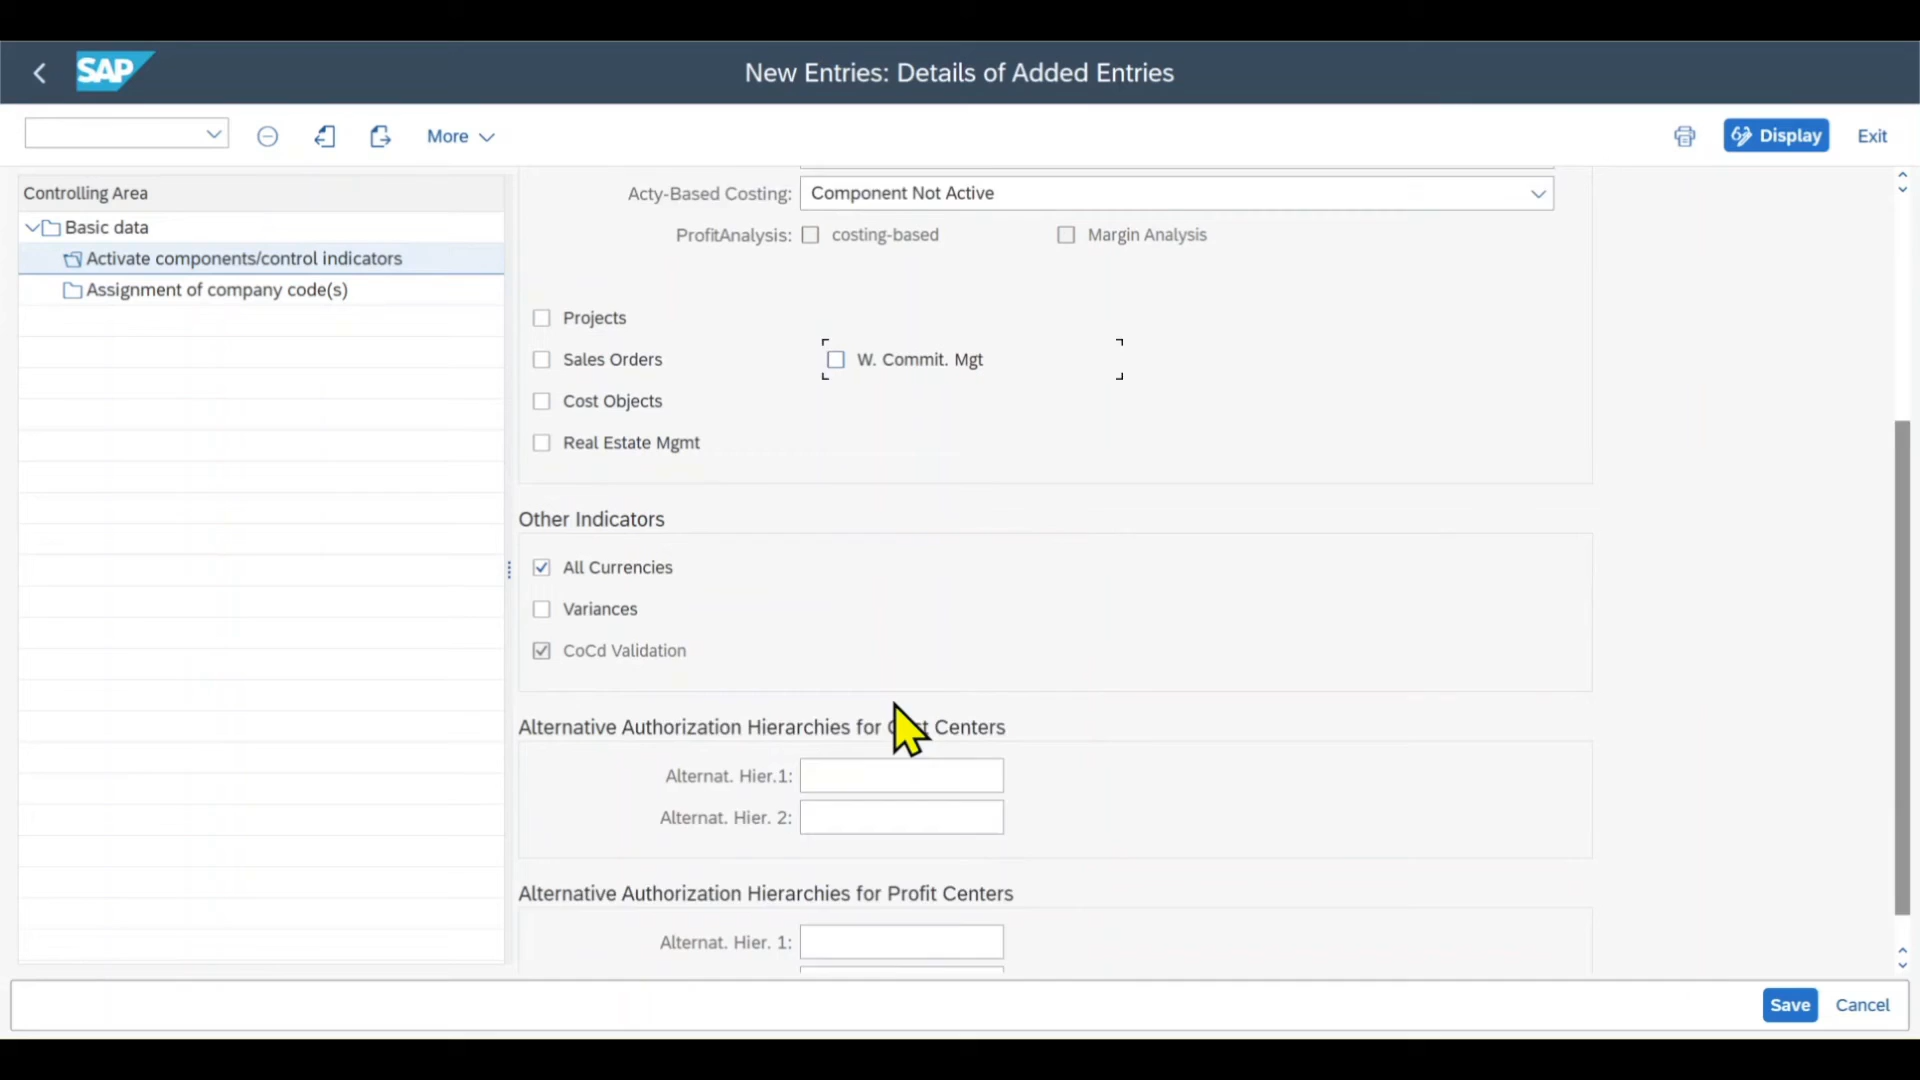 SAP
New Entries: Details of Added Entries
More
Display
Exit
Controlling Area
Basic data
Activate components/control indicators
Assignment of company code(s)
Acty-Based Costing: Component Not Active
ProfitAnalysis: costing-based Margin Analysis
Projects
Sales Orders W. Commit. Mgt
Cost Objects
Real Estate Mgmt
Other Indicators
All Currencies
Variances
CoCd Validation
Alternative Authorization Hierarchies for Cost Centers
Alternat. Hier.1:
Alternat. Hier. 2:
Alternative Authorization Hierarchies for Profit Centers
Alternat. Hier. 1:
Save Cancel